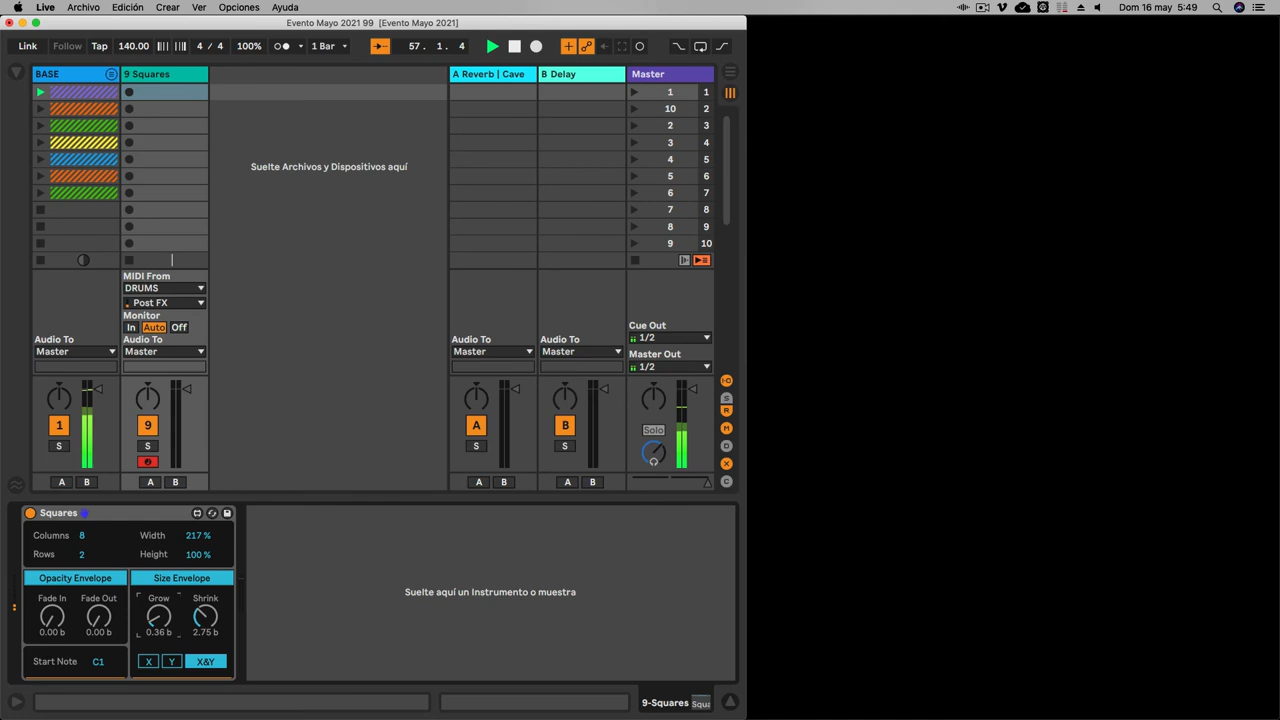 Live Archivo Edición Crear Ver Opciones Ayuda Dom 16 may 5:49
Evento Mayo 2021 99 [Evento Mayo 2021]
Link Follow Tap 140.00 4 / 4 100% 1 Bar 57. 1. 4
BASE 9 Squares A Reverb | Cave B Delay Master
1 1
10 2
2 3
3 4
4 5
5 6
6 7
7 8
8 9
9 10
Suelte Archivos y Dispositivos aquí
MIDI From
DRUMS
Post FX
Monitor
In Auto Off
Audio To Audio To Audio To Audio To
Master Master Master Master
Cue Out
1/2
Master Out
1/2
1 9 A B Solo
S S S S
A B A B A B A B
I·O
S
R
M
D
X
C
Squares
Columns 8 Width 217 %
Rows 2 Height 100 %
Opacity Envelope Size Envelope
Fade In Fade Out Grow Shrink
0.00 b 0.00 b 0.36 b 2.75 b
Start Note C1 X Y X&Y
Suelte aquí un Instrumento o muestra
9-Squares Squa